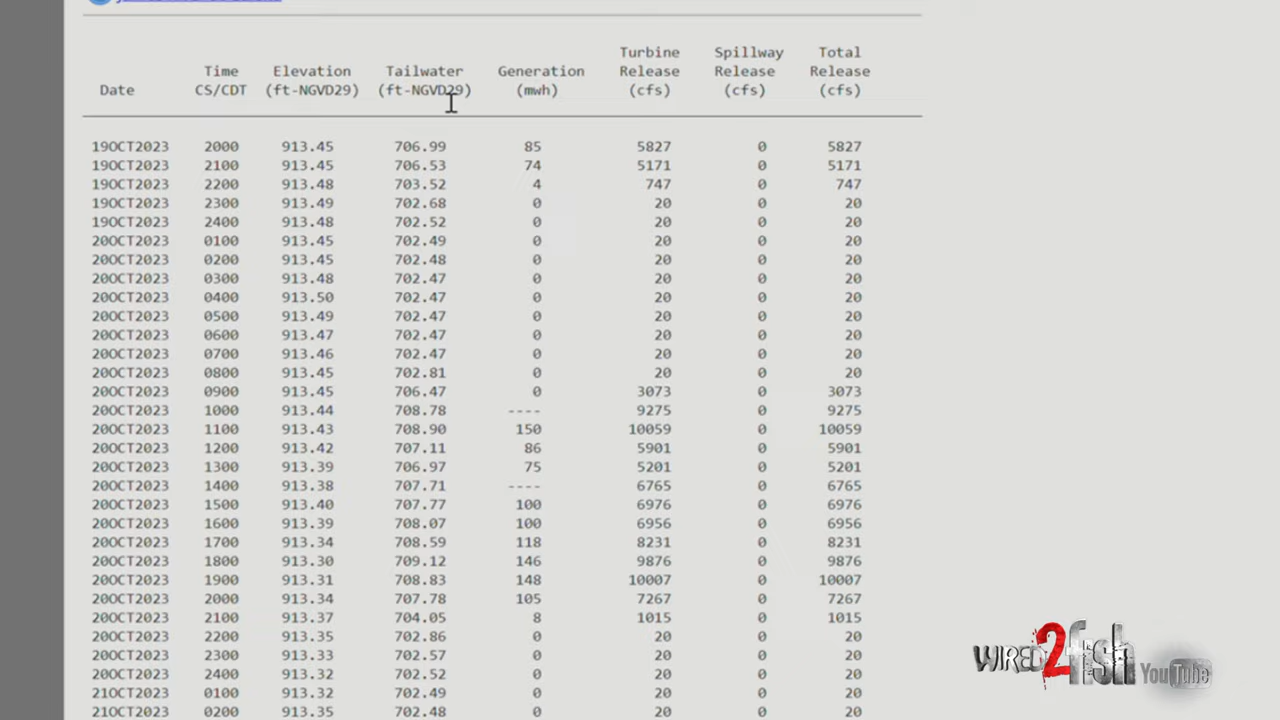 Turbine Spillway Total
Time Elevation Tailwater Generation Release Release Release
Date CS/CDT (ft-NGVD29) (ft-NGVD29) (mwh) (cfs) (cfs) (cfs)
19OCT2023 2000 913.45 706.99 85 5827 0 5827
19OCT2023 2100 913.45 706.53 74 5171 0 5171
19OCT2023 2200 913.48 703.52 4 747 0 747
19OCT2023 2300 913.49 702.68 0 20 0 20
19OCT2023 2400 913.48 702.52 0 20 0 20
20OCT2023 0100 913.45 702.49 0 20 0 20
20OCT2023 0200 913.45 702.48 0 20 0 20
20OCT2023 0300 913.48 702.47 0 20 0 20
20OCT2023 0400 913.50 702.47 0 20 0 20
20OCT2023 0500 913.49 702.47 0 20 0 20
20OCT2023 0600 913.47 702.47 0 20 0 20
20OCT2023 0700 913.46 702.47 0 20 0 20
20OCT2023 0800 913.45 702.81 0 20 0 20
20OCT2023 0900 913.45 706.47 0 3073 0 3073
20OCT2023 1000 913.44 708.78 ---- 9275 0 9275
20OCT2023 1100 913.43 708.90 150 10059 0 10059
20OCT2023 1200 913.42 707.11 86 5901 0 5901
20OCT2023 1300 913.39 706.97 75 5201 0 5201
20OCT2023 1400 913.38 707.71 ---- 6765 0 6765
20OCT2023 1500 913.40 707.77 100 6976 0 6976
20OCT2023 1600 913.39 708.07 100 6956 0 6956
20OCT2023 1700 913.34 708.59 118 8231 0 8231
20OCT2023 1800 913.30 709.12 146 9876 0 9876
20OCT2023 1900 913.31 708.83 148 10007 0 10007
20OCT2023 2000 913.34 707.78 105 7267 0 7267
20OCT2023 2100 913.37 704.05 8 1015 0 1015
20OCT2023 2200 913.35 702.86 0 20 0 20
20OCT2023 2300 913.33 702.57 0 20 0 20
20OCT2023 2400 913.32 702.52 0 20 0 20
21OCT2023 0100 913.32 702.49 0 20 0 20
21OCT2023 0200 913.35 702.48 0 20 0 20
WIRED2fish YouTube